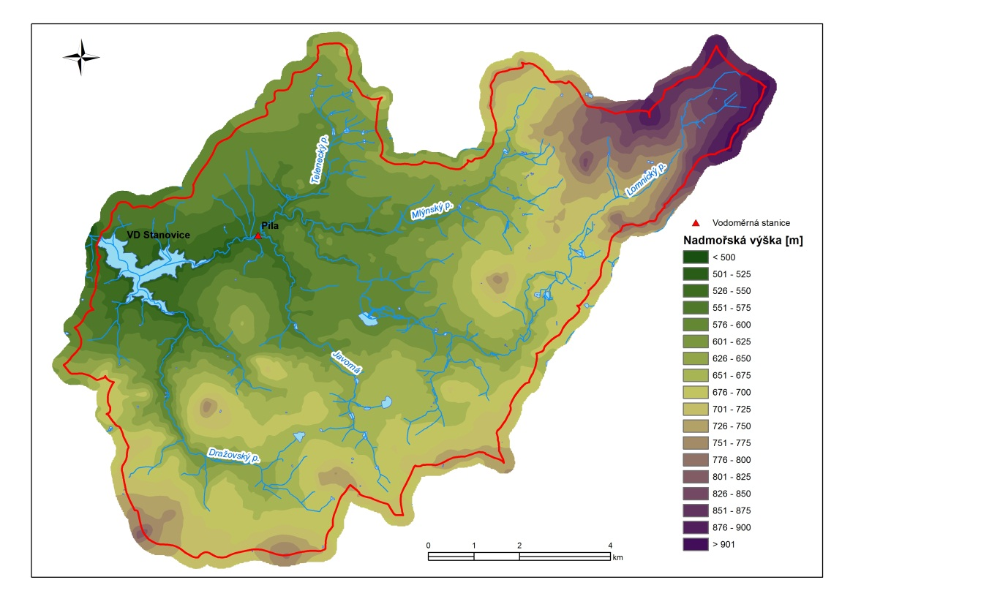 Telenecký p.
Lomnický p.
Mlýnský p.
Pila
VD Stanovice
Javorná
Dražovský p.
Vodoměrná stanice
Nadmořská výška [m]
< 500
501 - 525
526 - 550
551 - 575
576 - 600
601 - 625
626 - 650
651 - 675
676 - 700
701 - 725
726 - 750
751 - 775
776 - 800
801 - 825
826 - 850
851 - 875
876 - 900
> 901
0 1 2 4
km